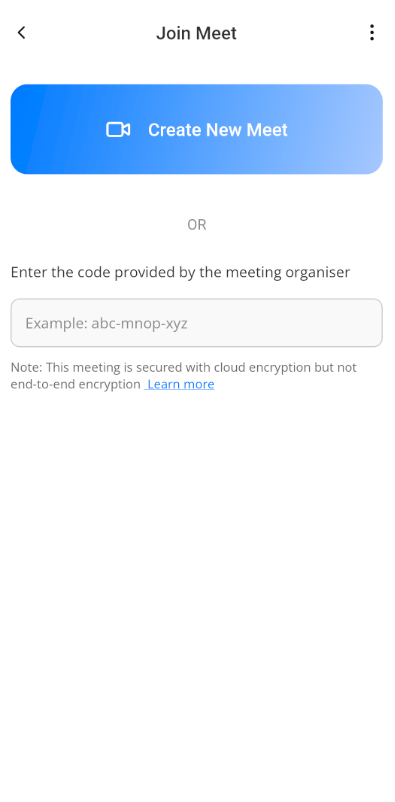 Join Meet
Create New Meet
OR
Enter the code provided by the meeting organiser
Example: abc-mnop-xyz
Note: This meeting is secured with cloud encryption but not
end-to-end encryption Learn more